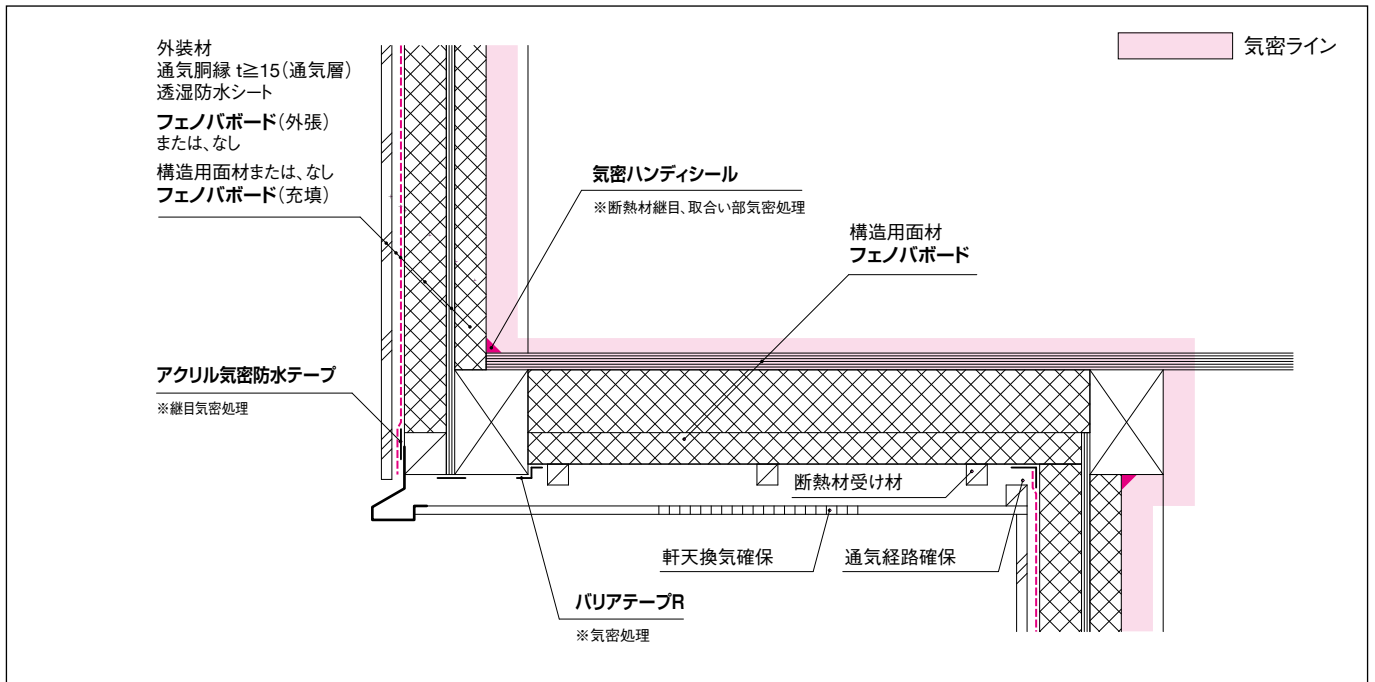 外装材
通気胴縁 t≧15(通気層)
透湿防水シート
フェノバボード(外張)
または、なし
構造用面材または、なし
フェノバボード(充填)
気密ライン
気密ハンディシール
※断熱材継目、取合い部気密処理
構造用面材
フェノバボード
アクリル気密防水テープ
※継目気密処理
断熱材受け材
軒天換気確保
通気経路確保
バリアテープR
※気密処理